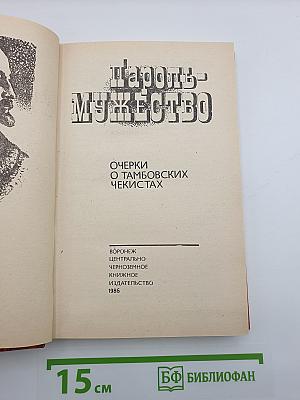 Пароль-
МУЖЕСТВО
ОЧЕРКИ
О ТАМБОВСКИХ
ЧЕКИСТАХ
ВОРОНЕЖ
ЦЕНТРАЛЬНО-
ЧЕРНОЗЕМНОЕ
КНИЖНОЕ
ИЗДАТЕЛЬСТВО
1986
15 см
БФ БИБЛИОФАН